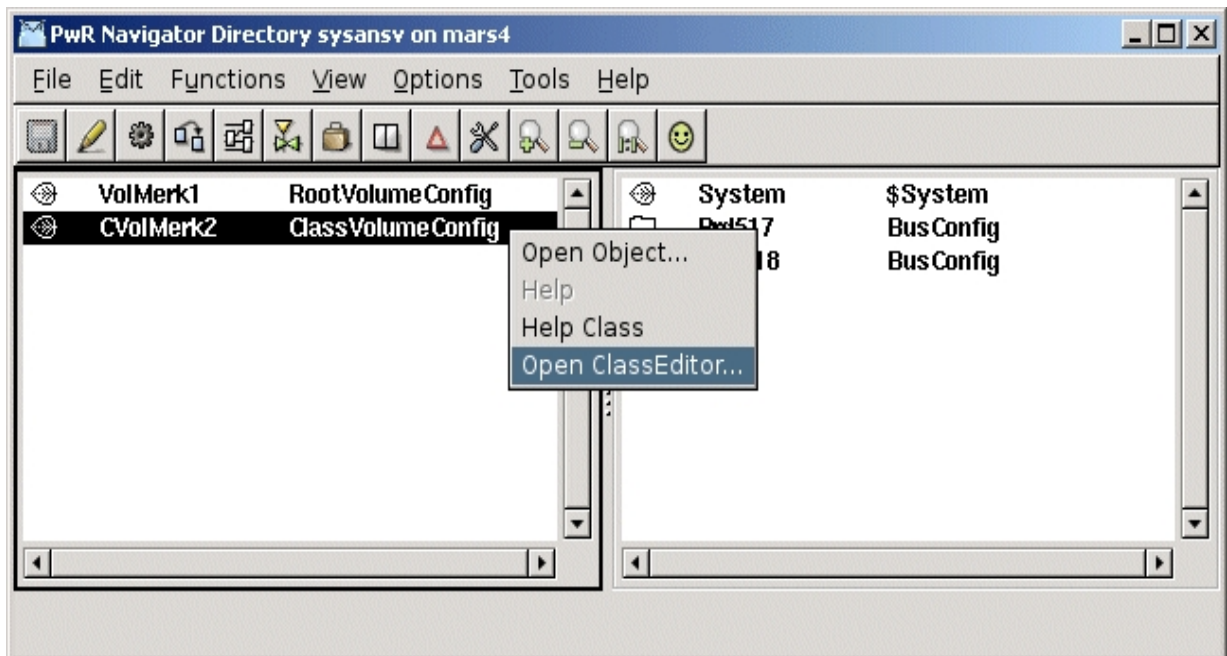 PwR Navigator Directory sysansv on mars4
File Edit Functions View Options Tools Help
VolMerk1 RootVolumeConfig
CVolMerk2 ClassVolumeConfig
System $System
BusConfig
18 BusConfig
Open Object...
Help
Help Class
Open ClassEditor...